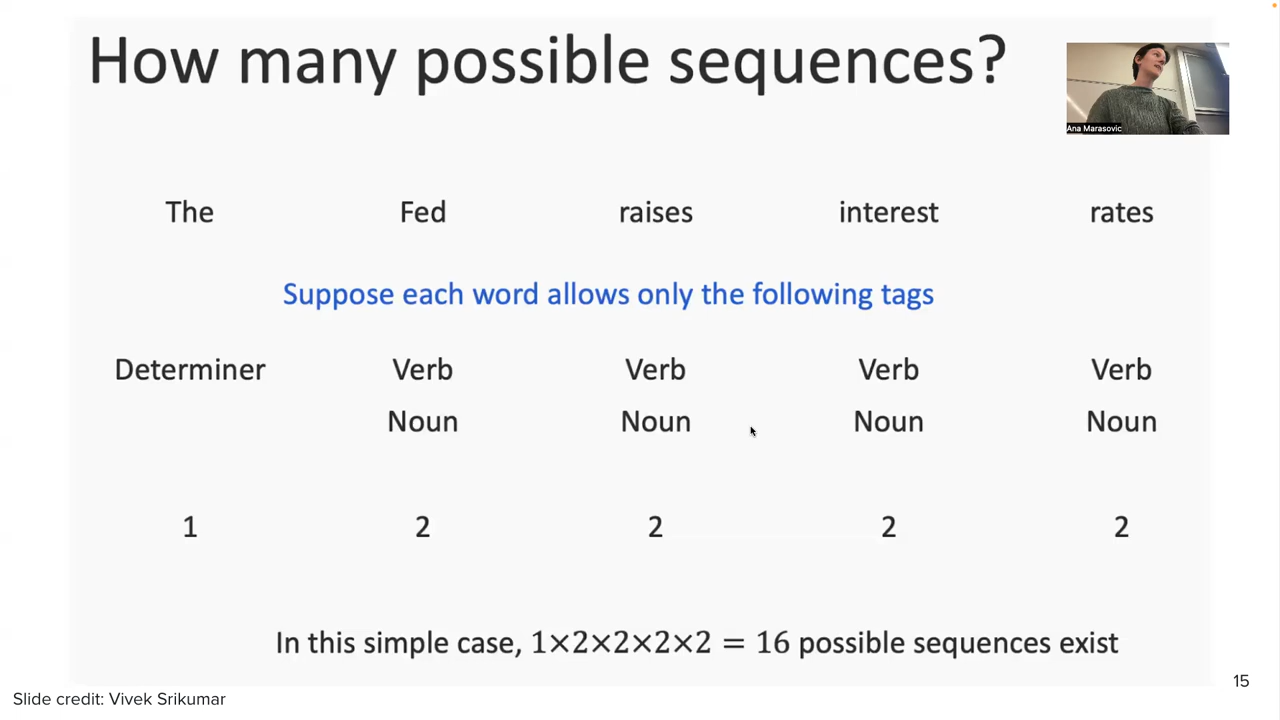 How many possible sequences?
Ana Marasovic
The Fed raises interest rates
Suppose each word allows only the following tags
Determiner Verb Verb Verb Verb
Noun Noun Noun Noun
1 2 2 2 2
In this simple case, 1×2×2×2×2 = 16 possible sequences exist
15
Slide credit: Vivek Srikumar